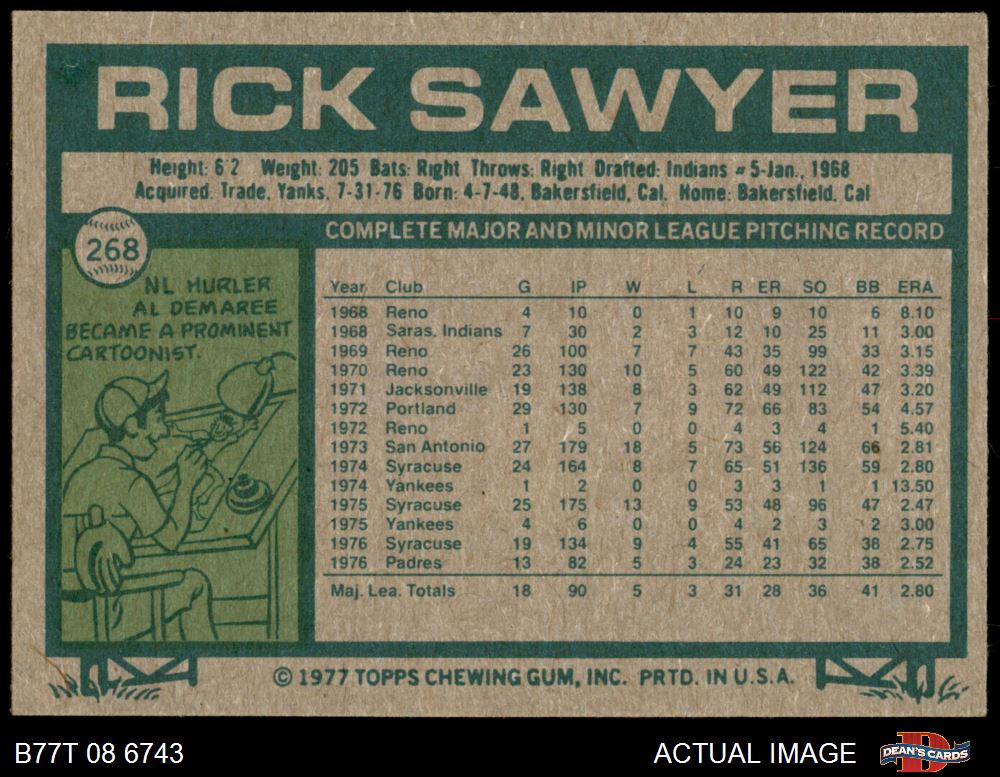 RICK SAWYER
Height: 6'2 Weight: 205 Bats: Right Throws: Right Drafted: Indians #5-Jan., 1968
Acquired: Trade, Yanks, 7-31-76 Born: 4-7-48, Bakersfield, Cal. Home: Bakersfield, Cal
268
NL HURLER
AL DEMAREE
BECAME A PROMINENT
CARTOONIST.
COMPLETE MAJOR AND MINOR LEAGUE PITCHING RECORD
Year Club G IP W L R ER SO BB ERA
1968 Reno 4 10 0 1 10 9 10 6 8.10
1968 Saras. Indians 7 30 2 3 12 10 25 11 3.00
1969 Reno 26 100 7 7 43 35 99 33 3.15
1970 Reno 23 130 10 5 60 49 122 42 3.39
1971 Jacksonville 19 138 8 3 62 49 112 47 3.20
1972 Portland 29 130 7 9 72 66 83 54 4.57
1972 Reno 1 5 0 0 4 3 4 1 5.40
1973 San Antonio 27 179 18 5 73 56 124 66 2.81
1974 Syracuse 24 164 8 7 65 51 136 59 2.80
1974 Yankees 1 2 0 0 3 3 1 1 13.50
1975 Syracuse 25 175 13 9 53 48 96 47 2.47
1975 Yankees 4 6 0 0 4 2 3 2 3.00
1976 Syracuse 19 134 9 4 55 41 65 38 2.75
1976 Padres 13 82 5 3 24 23 32 38 2.52
Maj. Lea. Totals 18 90 5 3 31 28 36 41 2.80
© 1977 TOPPS CHEWING GUM, INC. PRTD. IN U.S.A.
B77T 08 6743
ACTUAL IMAGE
D
DEAN'S CARDS